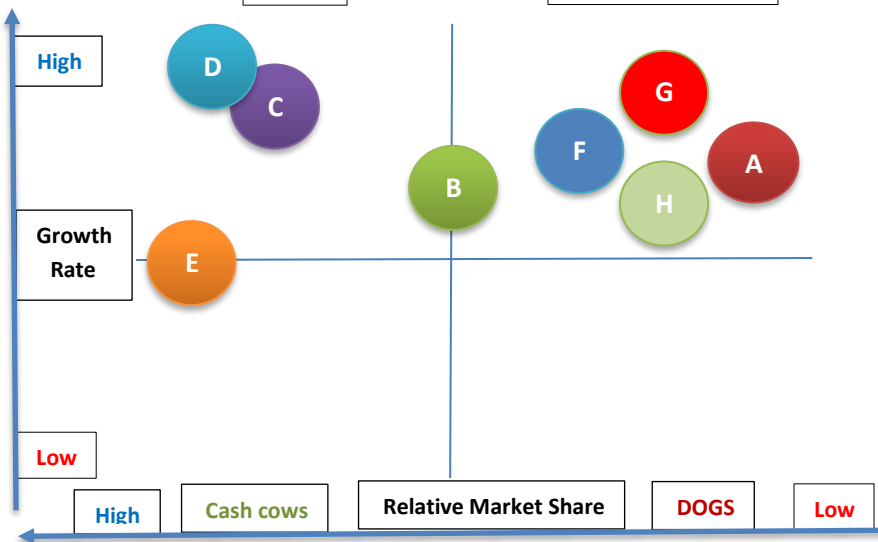 High
D
C
G
F
A
B
H
Growth
Rate
E
Low
High
Cash cows
Relative Market Share
DOGS
Low